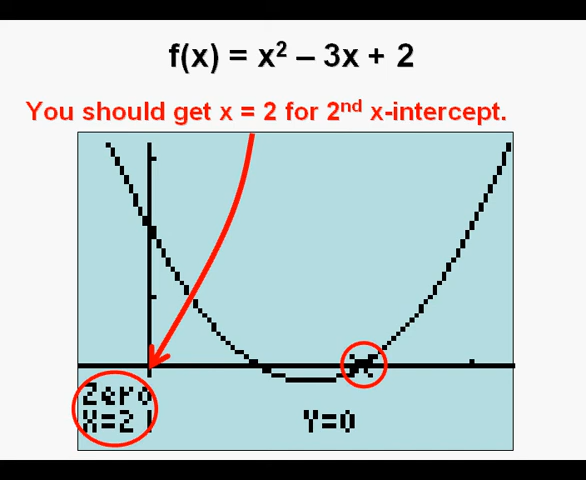 f(x) = x² – 3x + 2
You should get x = 2 for 2nd x-intercept.
Zero
X=2 Y=0